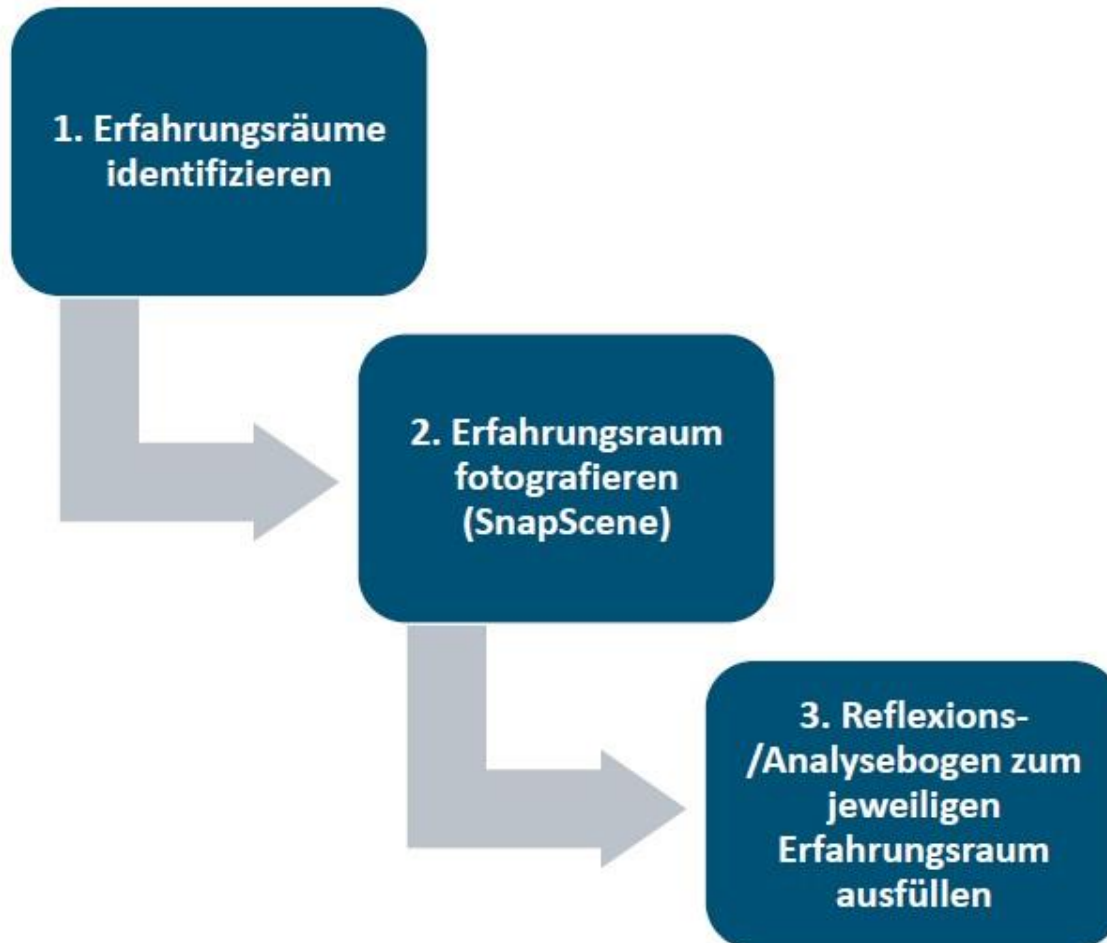 1. Erfahrungsräume
identifizieren
2. Erfahrungsraum
fotografieren
(SnapScene)
3. Reflexions-
/Analysebogen zum
jeweiligen
Erfahrungsraum
ausfüllen